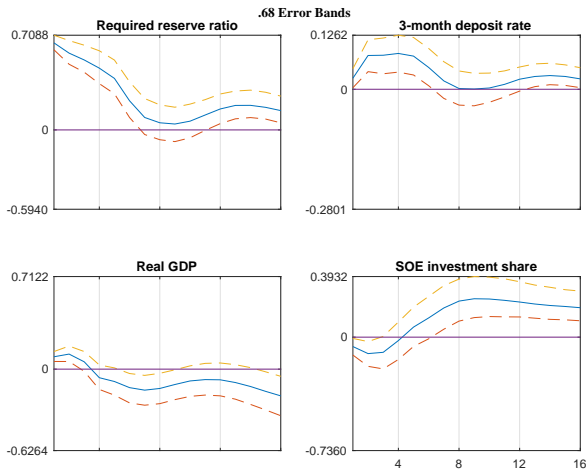 .68 Error Bands
Required reserve ratio
0.7088
0
-0.5940
3-month deposit rate
0.1262
0
-0.2801
Real GDP
0.7122
0
-0.6264
SOE investment share
0.3932
0
-0.7360
4 8 12 16